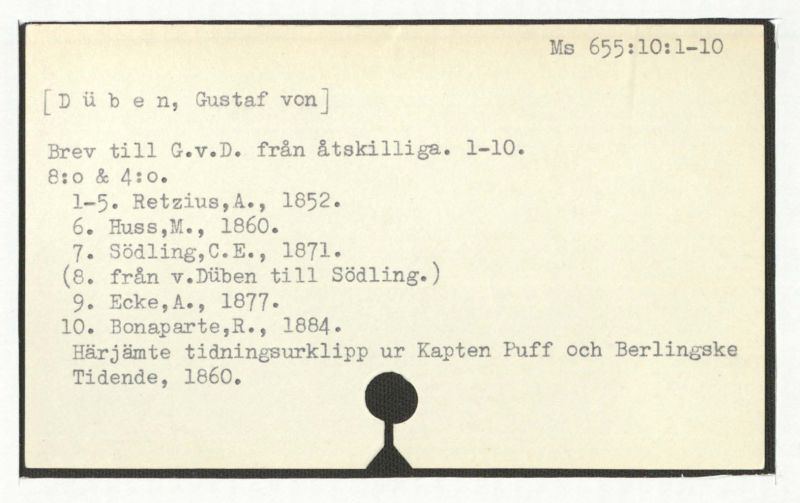 Ms 655:10:1-10
[D ü b e n, Gustaf von]
Brev till G.v.D. från åtskilliga. 1-10.
8:o & 4:o.
1-5. Retzius,A., 1852.
6. Huss,M., 1860.
7. Södling,C.E., 1871.
(8. från v.Düben till Södling.)
9. Ecke,A., 1877.
10. Bonaparte,R., 1884.
Härjämte tidningsurklipp ur Kapten Puff och Berlingske
Tidende, 1860.